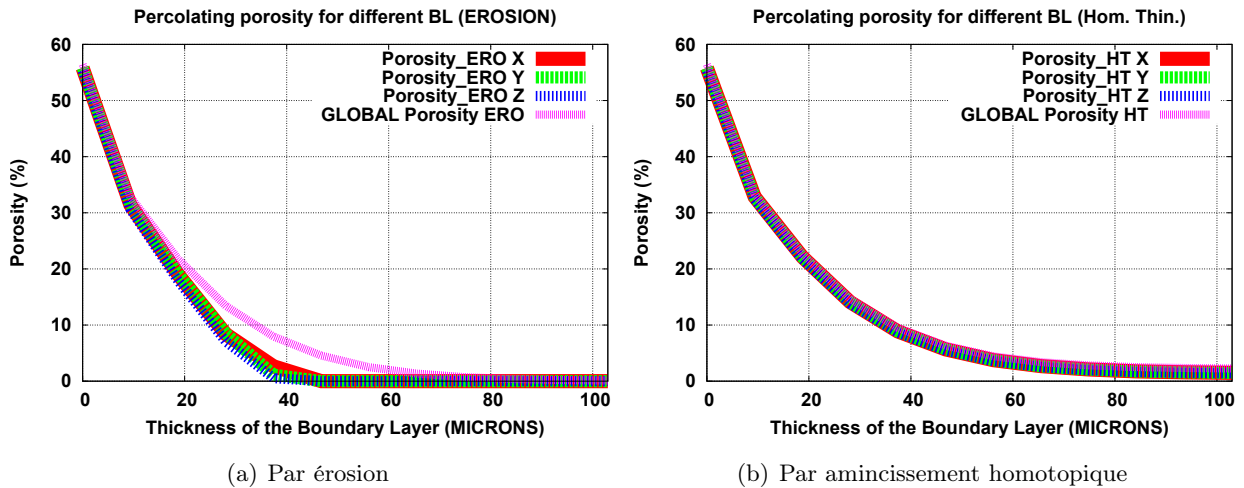 Percolating porosity for different BL (EROSION)
60
50
40
30
20
10
0
Porosity (%)
Porosity_ERO X
Porosity_ERO Y
Porosity_ERO Z
GLOBAL Porosity ERO
0 20 40 60 80 100
Thickness of the Boundary Layer (MICRONS)
(a) Par érosion
Percolating porosity for different BL (Hom. Thin.)
60
50
40
30
20
10
0
Porosity (%)
Porosity_HT X
Porosity_HT Y
Porosity_HT Z
GLOBAL Porosity HT
0 20 40 60 80 100
Thickness of the Boundary Layer (MICRONS)
(b) Par amincissement homotopique